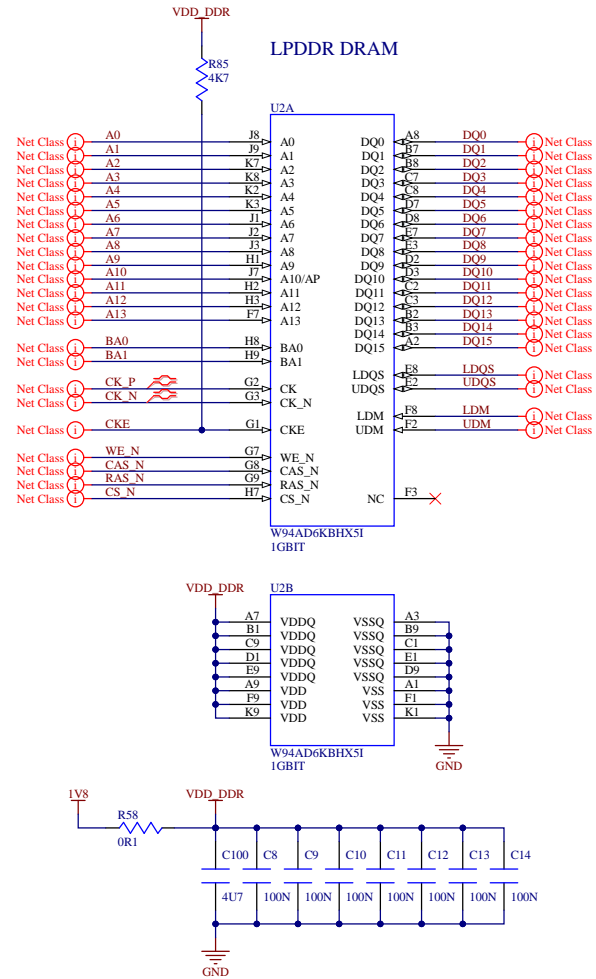 VDD_DDR
LPDDR DRAM
R85
4K7
U2A
Net Class i A0 J8 A0 DQ0 A8 DQ0 i Net Class
Net Class i A1 J9 A1 DQ1 B7 DQ1 i Net Class
Net Class i A2 K7 A2 DQ2 B8 DQ2 i Net Class
Net Class i A3 K8 A3 DQ3 C7 DQ3 i Net Class
Net Class i A4 K2 A4 DQ4 C8 DQ4 i Net Class
Net Class i A5 K3 A5 DQ5 D7 DQ5 i Net Class
Net Class i A6 J1 A6 DQ6 D8 DQ6 i Net Class
Net Class i A7 J2 A7 DQ7 E7 DQ7 i Net Class
Net Class i A8 J3 A8 DQ8 E3 DQ8 i Net Class
Net Class i A9 H1 A9 DQ9 D2 DQ9 i Net Class
Net Class i A10 J7 A10/AP DQ10 D3 DQ10 i Net Class
Net Class i A11 H2 A11 DQ11 C2 DQ11 i Net Class
Net Class i A12 H3 A12 DQ12 C3 DQ12 i Net Class
Net Class i A13 F7 A13 DQ13 B2 DQ13 i Net Class
DQ14 B3 DQ14 i Net Class
Net Class i BA0 H8 BA0 DQ15 A2 DQ15 i Net Class
Net Class i BA1 H9 BA1
LDQS E8 LDQS i Net Class
Net Class i CK_P G2 CK UDQS E2 UDQS i Net Class
Net Class i CK_N G3 CK_N
LDM F8 LDM i Net Class
Net Class i CKE G1 CKE UDM F2 UDM i Net Class
Net Class i WE_N G7 WE_N
Net Class i CAS_N G8 CAS_N
Net Class i RAS_N G9 RAS_N
Net Class i CS_N H7 CS_N NC F3
W94AD6KBHX5I
1GBIT
VDD_DDR
U2B
A7 VDDQ VSSQ A3
B1 VDDQ VSSQ B9
C9 VDDQ VSSQ C1
D1 VDDQ VSSQ E1
E9 VDDQ VSSQ D9
A9 VDD VSS A1
F9 VDD VSS F1
K9 VDD VSS K1
W94AD6KBHX5I
1GBIT
GND
1V8
VDD_DDR
R58
0R1
C100 C8 C9 C10 C11 C12 C13 C14
4U7 100N 100N 100N 100N 100N 100N 100N
GND